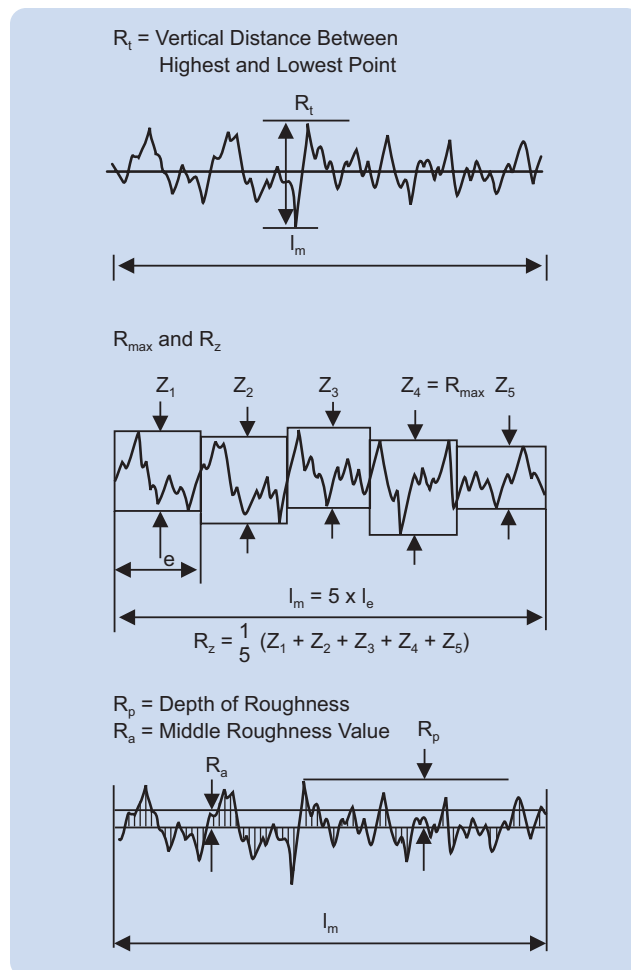 Rt = Vertical Distance Between
Highest and Lowest Point
Rt
lm
Rmax and Rz
Z1 Z2 Z3 Z4 = Rmax Z5
e
lm = 5 x le
Rz = 1/5 (Z1 + Z2 + Z3 + Z4 + Z5)
Rp = Depth of Roughness
Ra = Middle Roughness Value
Rp
Ra
lm